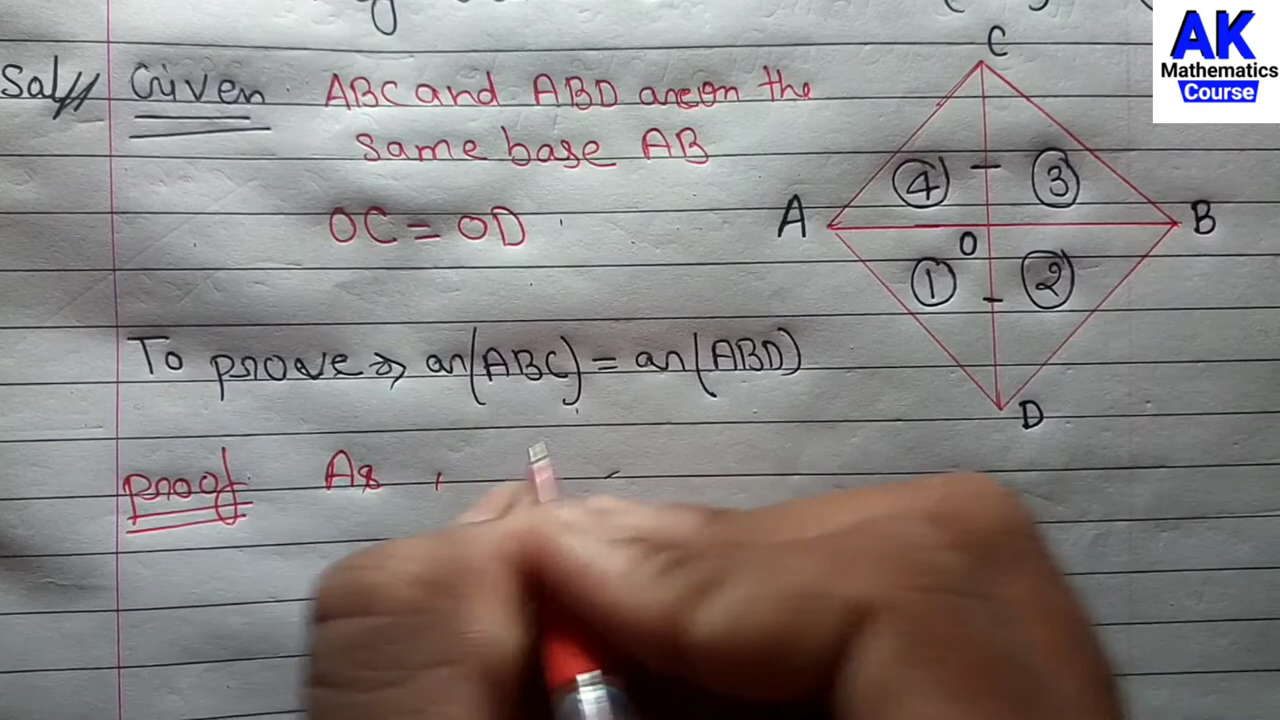 AK
Mathematics
Course
Sol// Given ABC and ABD are on the
same base AB
OC = OD
To prove ⇒ ar(ABC) = ar(ABD)
Proof As ,
C
④ ③
A B
O
① ②
D